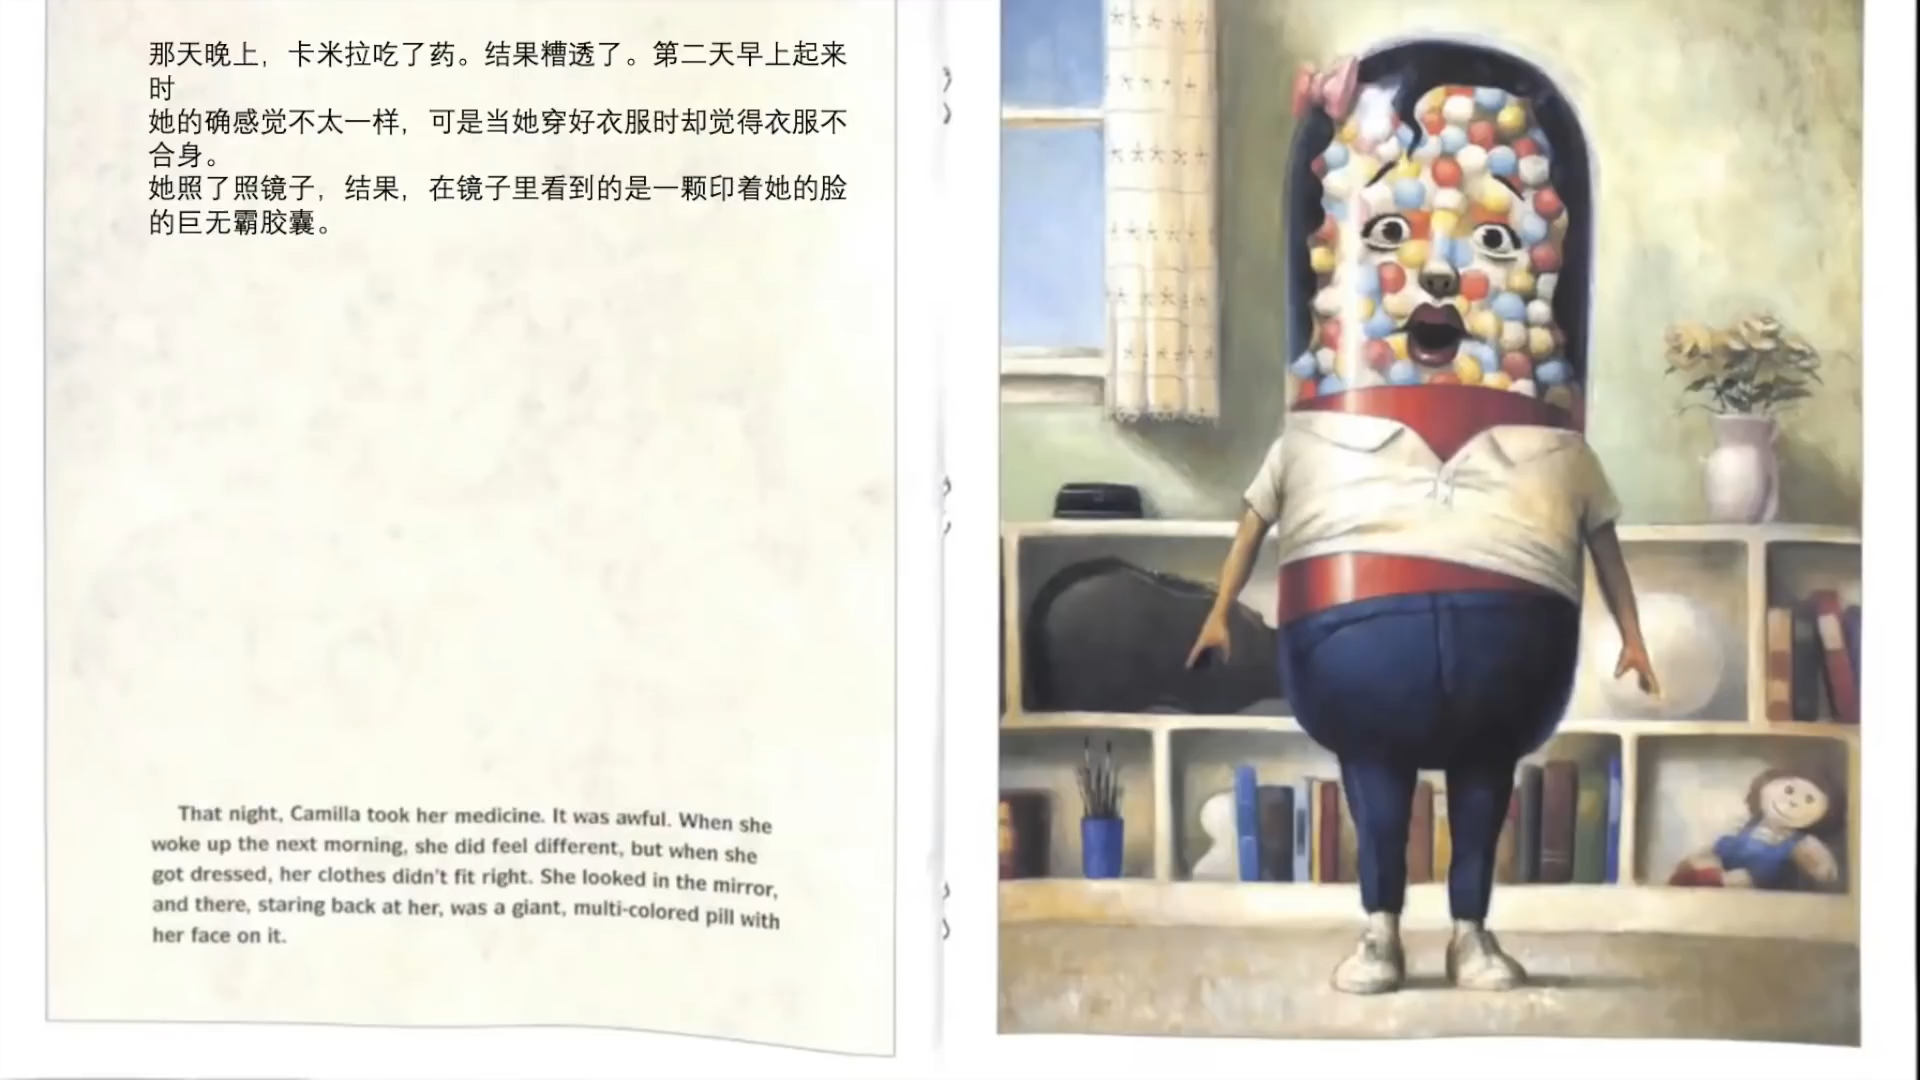 那天晚上，卡米拉吃了药。结果糟透了。第二天早上起来
时
她的确感觉不太一样，可是当她穿好衣服时却觉得衣服不
合身。
她照了照镜子，结果，在镜子里看到的是一颗印着她的脸
的巨无霸胶囊。
That night, Camilla took her medicine. It was awful. When she
woke up the next morning, she did feel different, but when she
got dressed, her clothes didn't fit right. She looked in the mirror,
and there, staring back at her, was a giant, multi-colored pill with
her face on it.